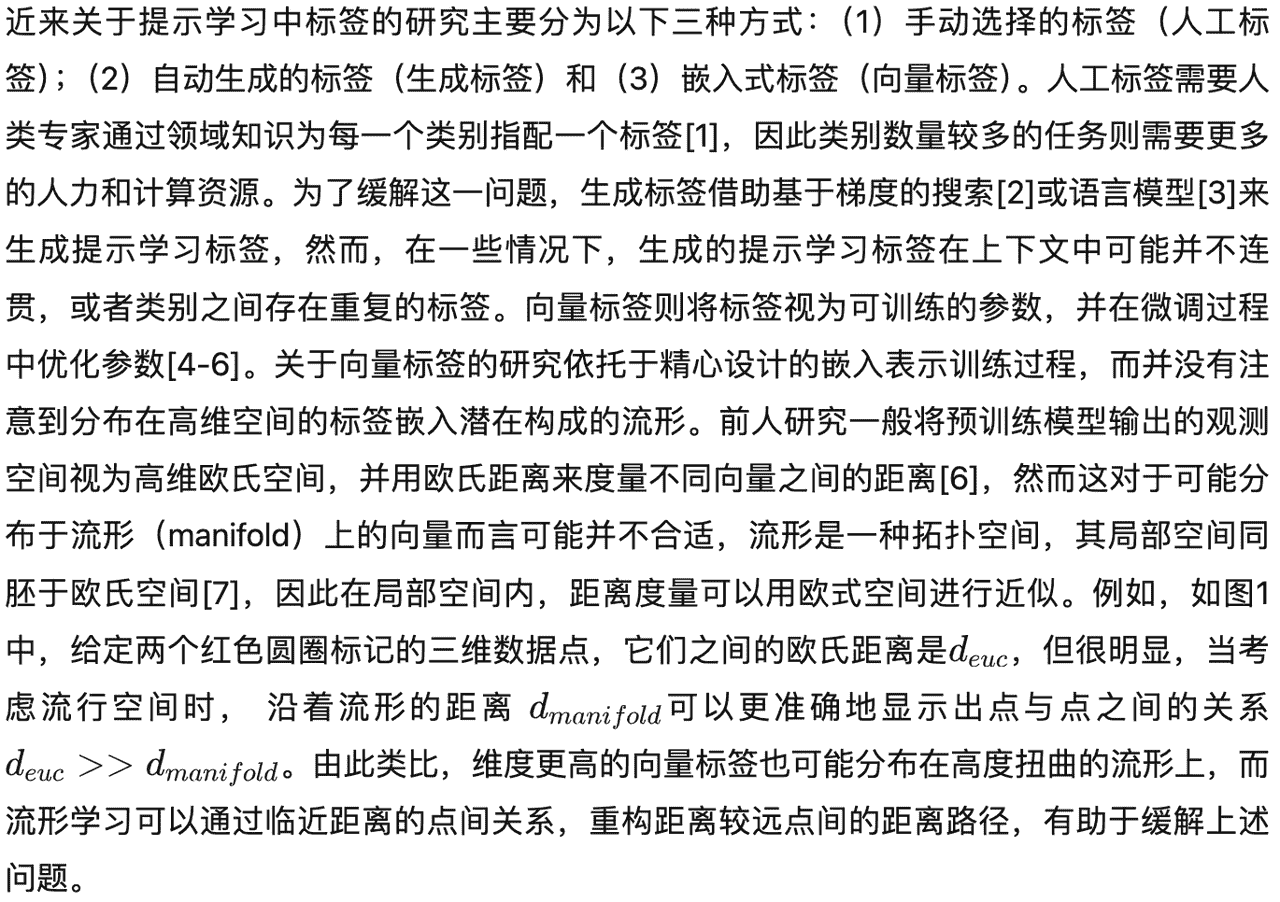 近来关于提示学习中标签的研究主要分为以下三种方式：（1）手动选择的标签（人工标
签）；（2）自动生成的标签（生成标签）和（3）嵌入式标签（向量标签）。人工标签需要人
类专家通过领域知识为每一个类别指配一个标签[1]，因此类别数量较多的任务则需要更多
的人力和计算资源。为了缓解这一问题，生成标签借助基于梯度的搜索[2]或语言模型[3]来
生成提示学习标签，然而，在一些情况下，生成的提示学习标签在上下文中可能并不连
贯，或者类别之间存在重复的标签。向量标签则将标签视为可训练的参数，并在微调过程
中优化参数[4-6]。关于向量标签的研究依托于精心设计的嵌入表示训练过程，而并没有注
意到分布在高维空间的标签嵌入潜在构成的流形。前人研究一般将预训练模型输出的观测
空间视为高维欧氏空间，并用欧氏距离来度量不同向量之间的距离[6]，然而这对于可能分
布于流形（manifold）上的向量而言可能并不合适，流形是一种拓扑空间，其局部空间同
胚于欧氏空间[7]，因此在局部空间内，距离度量可以用欧式空间进行近似。例如，如图1
中，给定两个红色圆圈标记的三维数据点，它们之间的欧氏距离是d_{euc}，但很明显，当考
虑流行空间时， 沿着流形的距离 d_{manifold}可以更准确地显示出点与点之间的关系
d_{euc} >> d_{manifold}。由此类比，维度更高的向量标签也可能分布在高度扭曲的流形上，而
流形学习可以通过临近距离的点间关系，重构距离较远点间的距离路径，有助于缓解上述
问题。